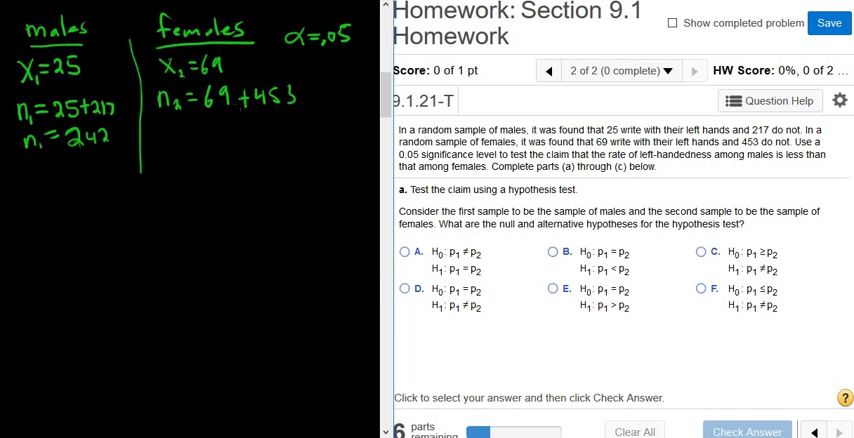 males
females
α=.05
x₁=25
x₂=69
n₁=25+217
n₂=69+453
n₁=242
Homework: Section 9.1
Homework
Show completed problem
Save
Score: 0 of 1 pt
2 of 2 (0 complete)
HW Score: 0%, 0 of 2 ...
9.1.21-T
Question Help
In a random sample of males, it was found that 25 write with their left hands and 217 do not. In a
random sample of females, it was found that 69 write with their left hands and 453 do not. Use a
0.05 significance level to test the claim that the rate of left-handedness among males is less than
that among females. Complete parts (a) through (c) below.
a. Test the claim using a hypothesis test.
Consider the first sample to be the sample of males and the second sample to be the sample of
females. What are the null and alternative hypotheses for the hypothesis test?
A. H₀: p₁ ≠ p₂
H₁: p₁ = p₂
B. H₀: p₁ = p₂
H₁: p₁ < p₂
C. H₀: p₁ ≥ p₂
H₁: p₁ ≠ p₂
D. H₀: p₁ = p₂
H₁: p₁ ≠ p₂
E. H₀: p₁ = p₂
H₁: p₁ > p₂
F. H₀: p₁ ≤ p₂
H₁: p₁ ≠ p₂
Click to select your answer and then click Check Answer.
?
6 parts
remaining
Clear All
Check Answer